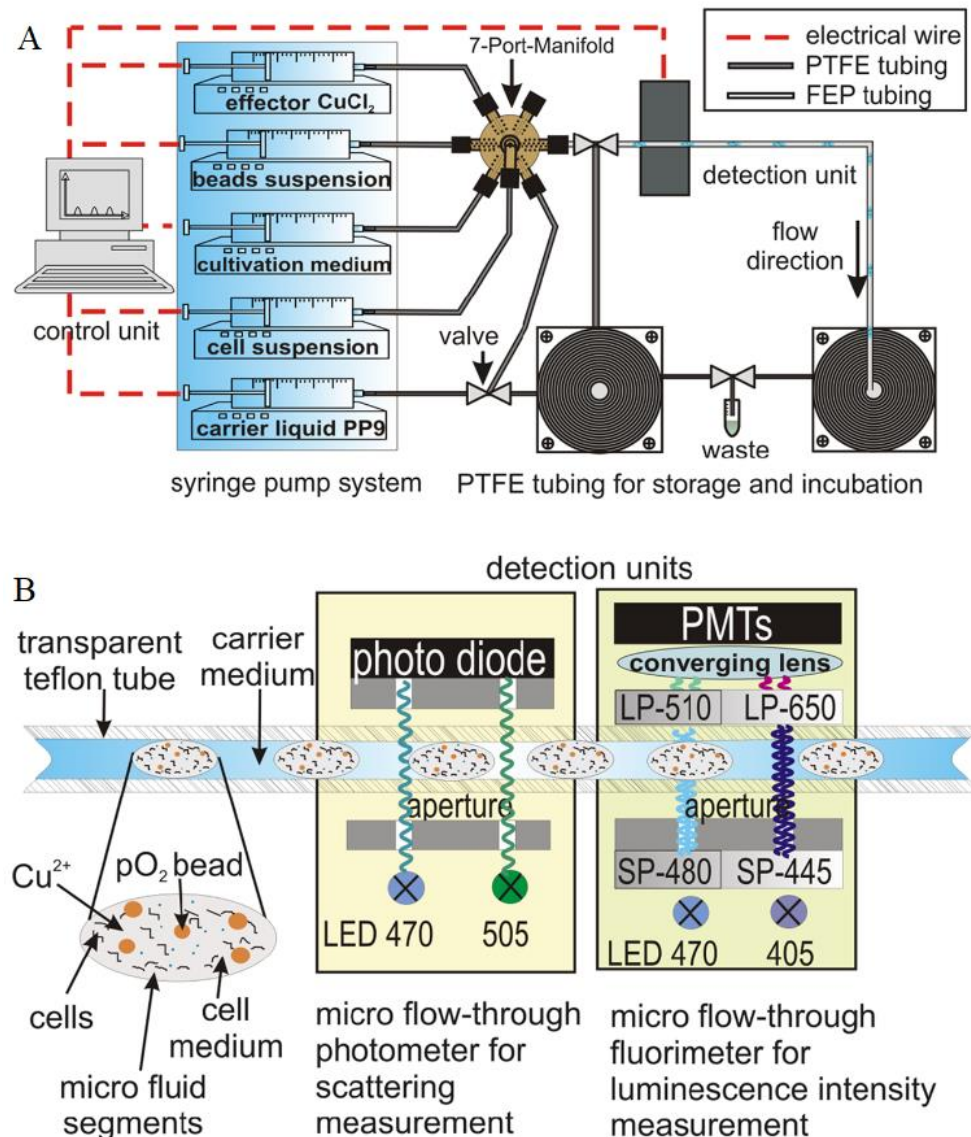 A
7-Port-Manifold
electrical wire
PTFE tubing
FEP tubing
effector CuCl₂
beads suspension
cultivation medium
cell suspension
carrier liquid PP9
control unit
detection unit
flow
direction
valve
waste
syringe pump system
PTFE tubing for storage and incubation
B
detection units
transparent
teflon tube
carrier
medium
photo diode
PMTs
converging lens
LP-510
LP-650
aperture
aperture
SP-480
SP-445
Cu²⁺
pO₂ bead
LED 470
505
LED 470
405
cells
cell
medium
micro fluid
segments
micro flow-through
photometer for
scattering
measurement
micro flow-through
fluorimeter for
luminescence intensity
measurement